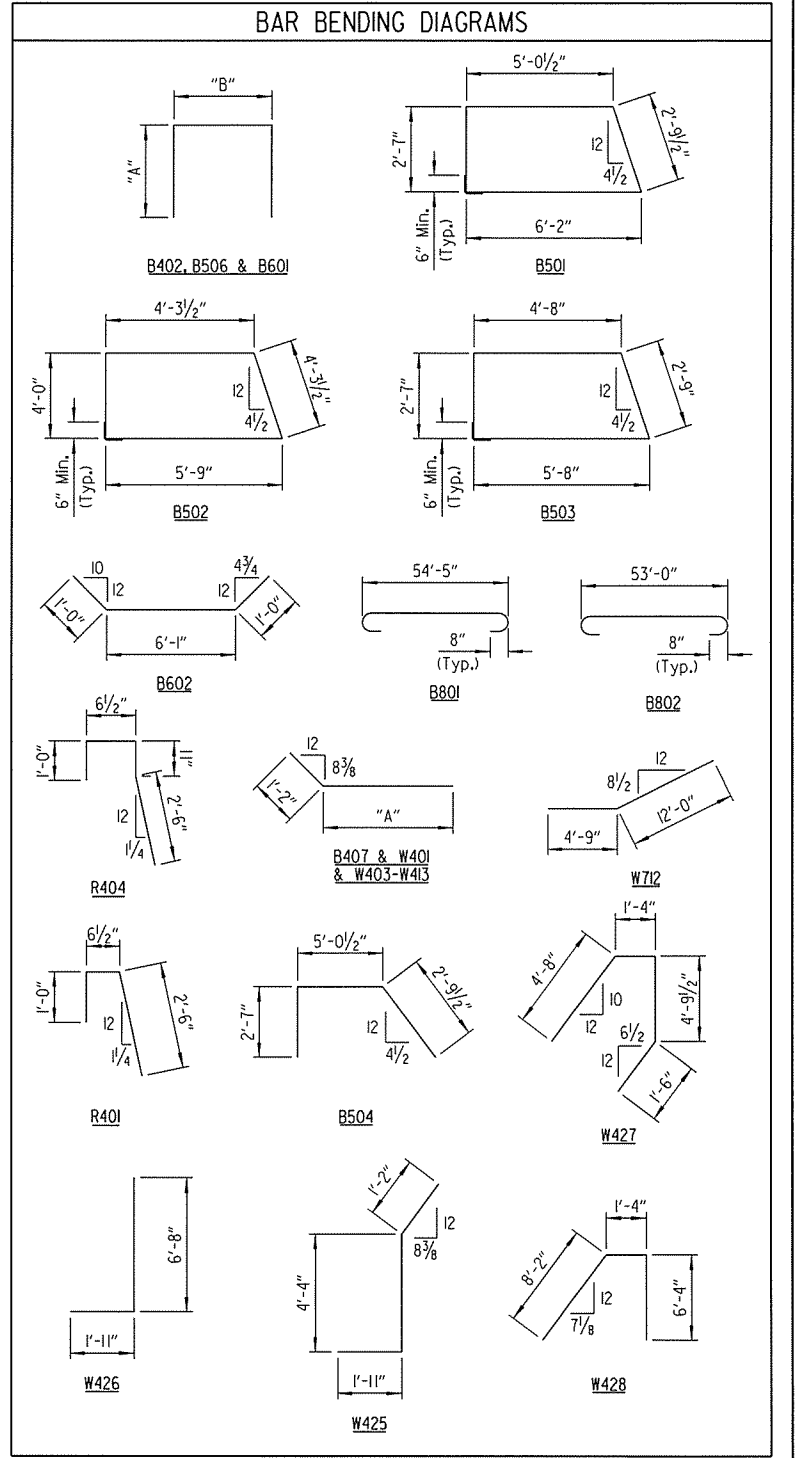 BAR BENDING DIAGRAMS
"B"
"A"
B402, B506 & B601
5'-0½"
2'-7"
2'-9½"
12
4½
6'-2"
6" Min.
(Typ.)
B501
4'-3½"
4'-0"
4'-3½"
12
4½
5'-9"
6" Min.
(Typ.)
B502
4'-8"
2'-7"
2'-9"
12
4½
5'-8"
6" Min.
(Typ.)
B503
10
12
4¾
12
1'-0"
1'-0"
6'-1"
B602
54'-5"
8"
(Typ.)
B801
53'-0"
8"
(Typ.)
B802
6½"
1'-0"
11"
12
1¼
2'-6"
R404
12
8⅜
1'-2"
"A"
B407 & W401
& W403-W413
12
8½
12'-0"
4'-9"
W712
6½"
1'-0"
12
1¼
2'-6"
R401
5'-0½"
2'-7"
2'-9½"
12
4½
B504
1'-4"
4'-8"
10
12
4'-9½"
6½
12
1'-6"
W427
6'-8"
1'-11"
W426
1'-2"
12
8⅜
4'-4"
1'-11"
W425
1'-4"
8'-2"
12
7⅛
6'-4"
W428